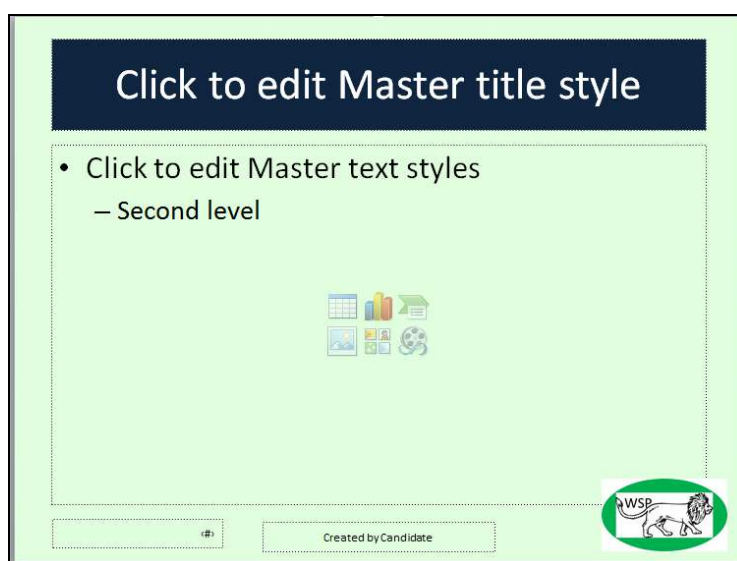 Click to edit Master title style
• Click to edit Master text styles
– Second level
WSP
‹#›
Created by Candidate